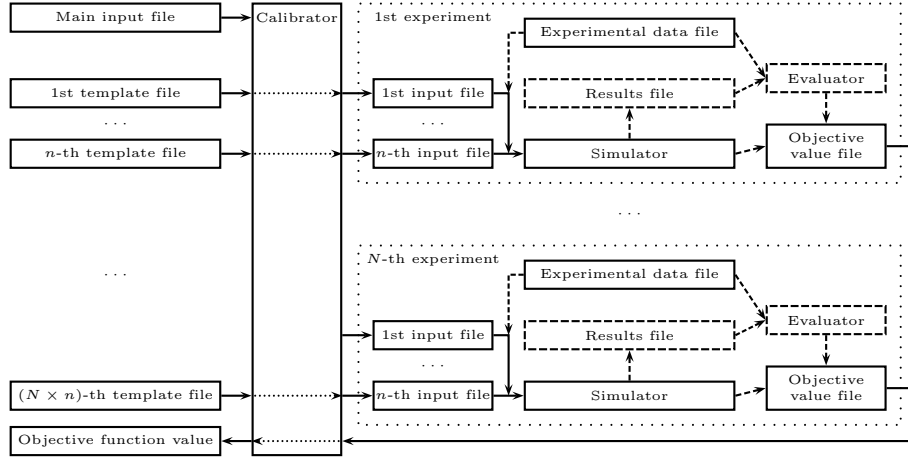 Main input file
Calibrator
1st experiment
Experimental data file
1st template file
1st input file
Results file
Evaluator
...
...
n-th template file
n-th input file
Simulator
Objective
value file
...
...
N-th experiment
Experimental data file
1st input file
Results file
Evaluator
...
(N × n)-th template file
n-th input file
Simulator
Objective
value file
Objective function value